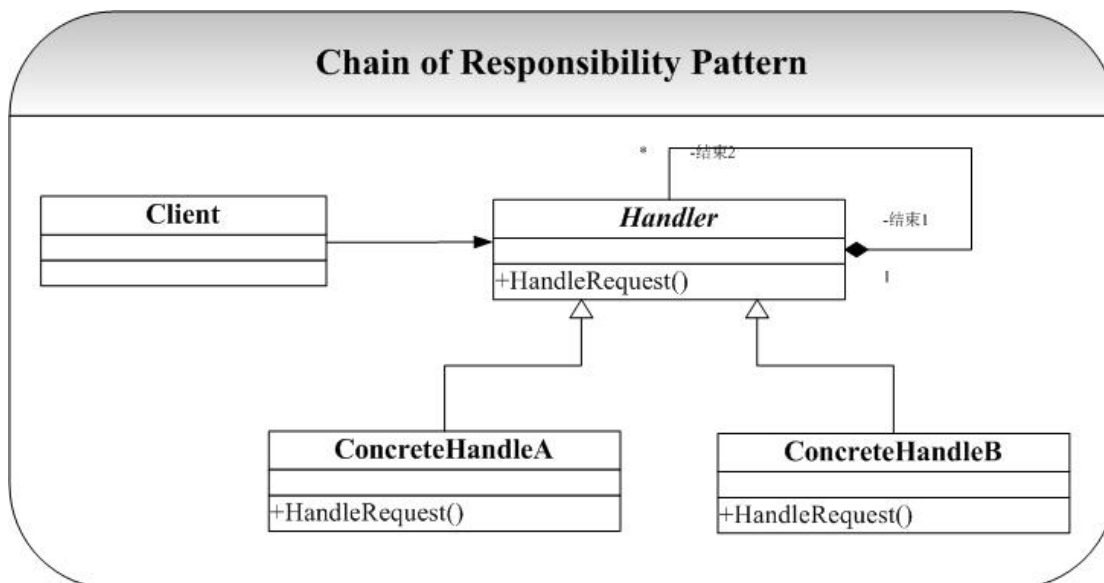 Chain of Responsibility Pattern
* -结束2
Client
Handler
-结束1
+HandleRequest()
1
ConcreteHandleA
ConcreteHandleB
+HandleRequest()
+HandleRequest()